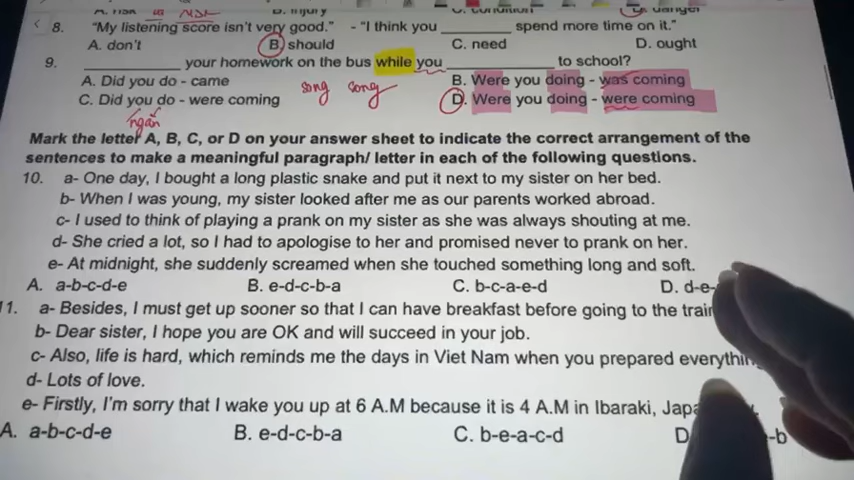 B. Injury C. condition D. danger
8. "My listening score isn't very good." - "I think you ________ spend more time on it."
A. don't B. should C. need D. ought
9. ________ your homework on the bus while you ________ to school?
A. Did you do - came B. Were you doing - was coming
C. Did you do - were coming song song D. Were you doing - were coming
ngắn
Mark the letter A, B, C, or D on your answer sheet to indicate the correct arrangement of the
sentences to make a meaningful paragraph/ letter in each of the following questions.
10. a- One day, I bought a long plastic snake and put it next to my sister on her bed.
b- When I was young, my sister looked after me as our parents worked abroad.
c- I used to think of playing a prank on my sister as she was always shouting at me.
d- She cried a lot, so I had to apologise to her and promised never to prank on her.
e- At midnight, she suddenly screamed when she touched something long and soft.
A. a-b-c-d-e B. e-d-c-b-a C. b-c-a-e-d D. d-e-
11. a- Besides, I must get up sooner so that I can have breakfast before going to the
b- Dear sister, I hope you are OK and will succeed in your job.
c- Also, life is hard, which reminds me the days in Viet Nam when you prepared
d- Lots of love.
e- Firstly, I'm sorry that I wake you up at 6 A.M because it is 4 A.M in Ibaraki,
A. a-b-c-d-e B. e-d-c-b-a C. b-e-a-c-d D -b